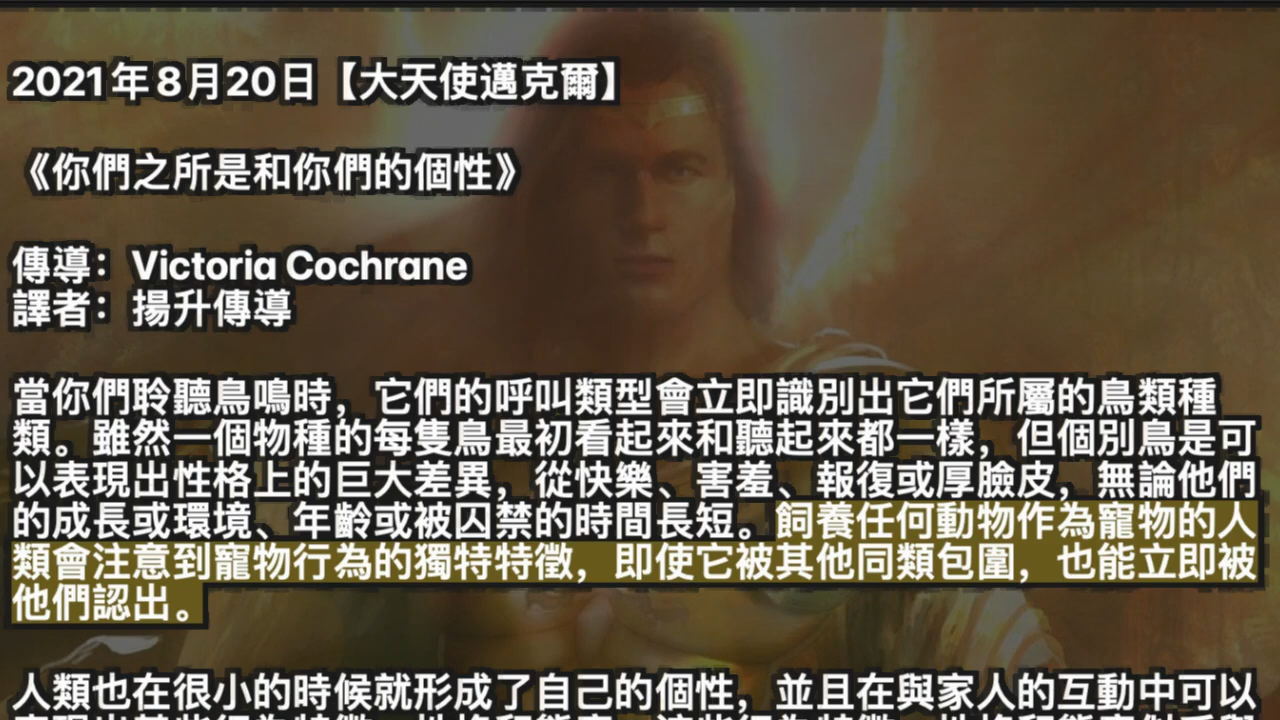 2021年8月20日【大天使邁克爾】
《你們之所是和你們的個性》
傳導：Victoria Cochrane
譯者：揚升傳導
當你們聆聽鳥鳴時，它們的呼叫類型會立即識別出它們所屬的鳥類種
類。雖然一個物種的每隻鳥最初看起來和聽起來都一樣，但個別鳥是可
以表現出性格上的巨大差異，從快樂、害羞、報復或厚臉皮，無論他們
的成長或環境、年齡或被囚禁的時間長短。飼養任何動物作為寵物的人
類會注意到寵物行為的獨特特徵，即使它被其他同類包圍，也能立即被
他們認出。
人類也在很小的時候就形成了自己的個性，並且在與家人的互動中可以